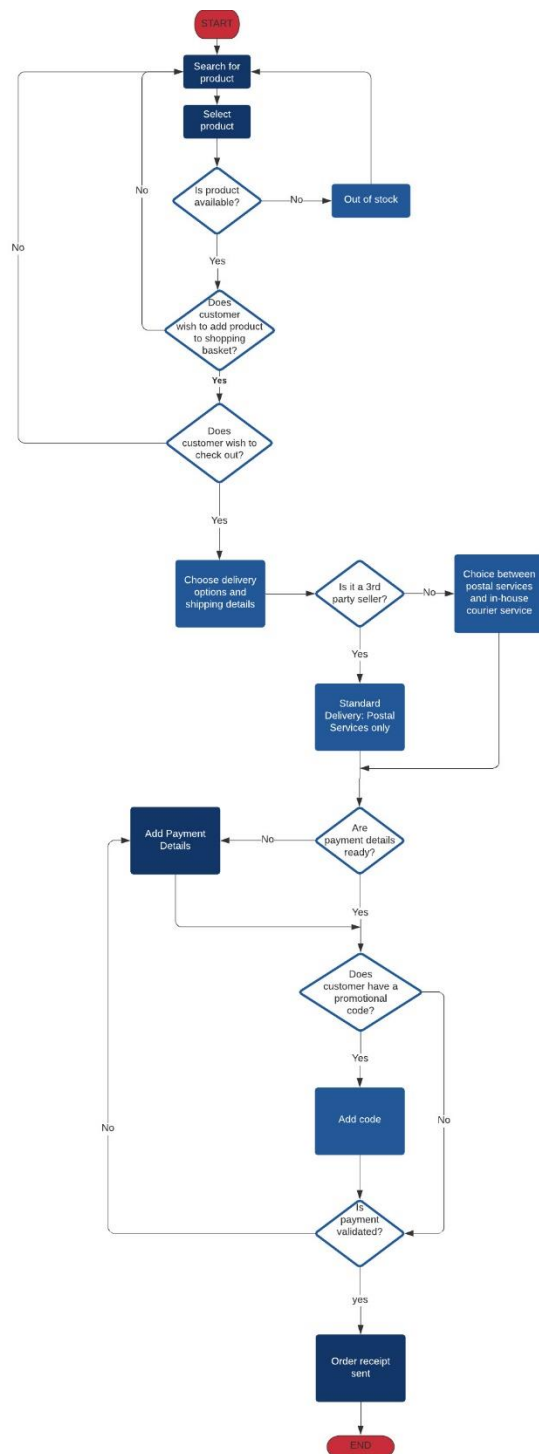 START
Search for
product
Select
product
Is product
available?
No
Out of stock
No
No
Yes
Does
customer
wish to add product
to shopping
basket?
Yes
Does
customer wish to
check out?
Yes
Choose delivery
options and
shipping details
Is it a 3rd
party seller?
No
Choice between
postal services
and in-house
courier service
Yes
Standard
Delivery: Postal
Services only
Add Payment
Details
No
Are
payment details
ready?
Yes
Does
customer have a
promotional
code?
Yes
Add code
No
No
Is
payment
validated?
yes
Order receipt
sent
END